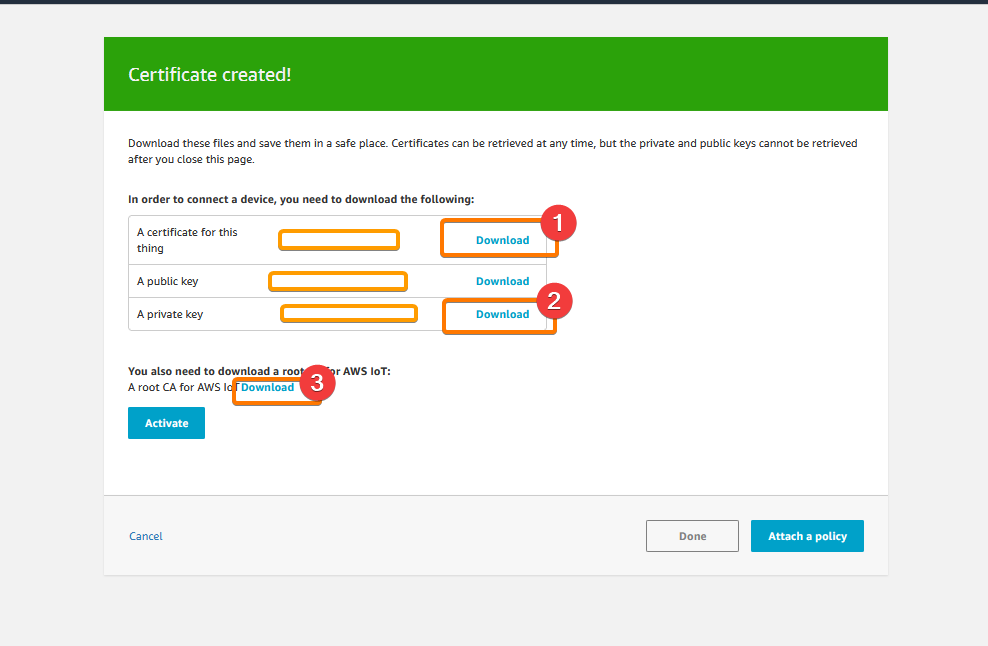 Certificate created!
Download these files and save them in a safe place. Certificates can be retrieved at any time, but the private and public keys cannot be retrieved
after you close this page.
In order to connect a device, you need to download the following:
A certificate for this
thing
Download
1
A public key
Download
A private key
Download
2
You also need to download a root for AWS IoT:
A root CA for AWS IoT Download
3
Activate
Cancel
Done
Attach a policy